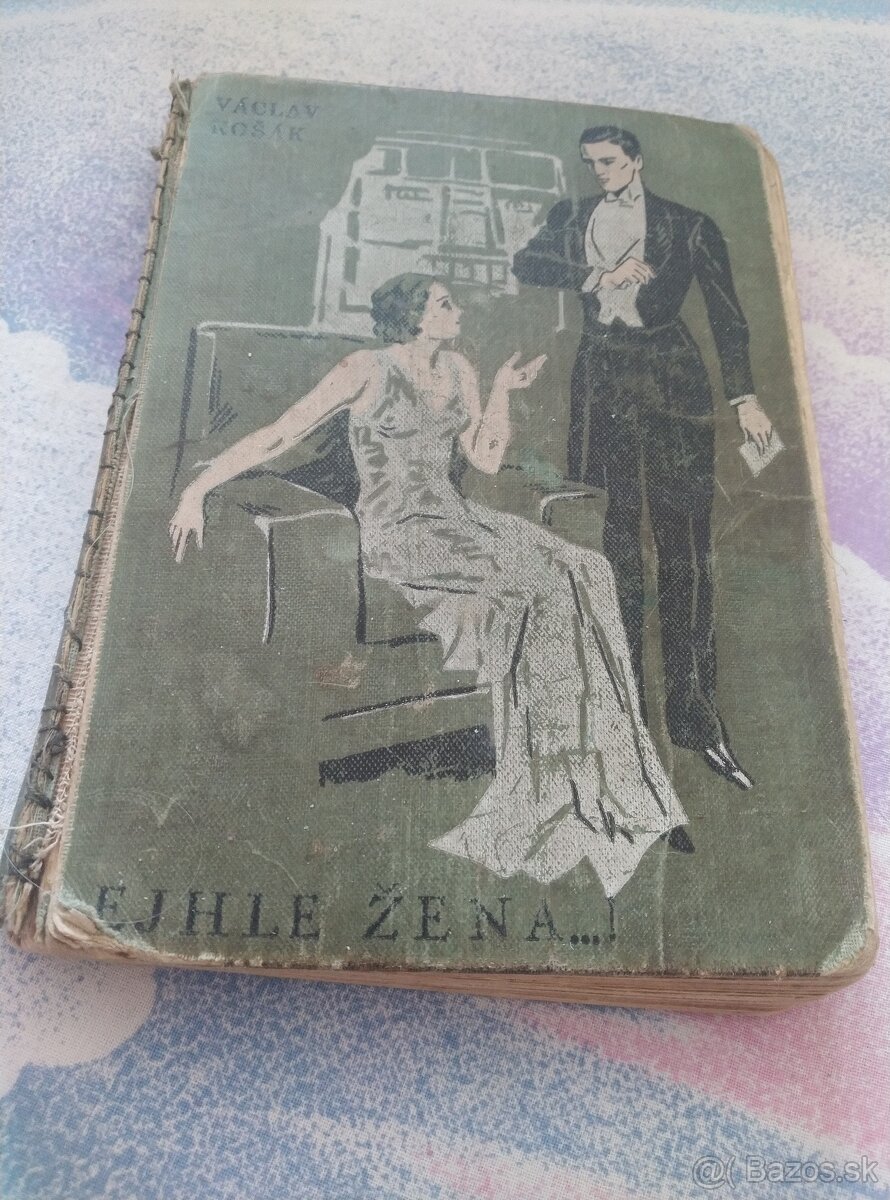 VÁCLAV
KOŠÁK
EJHLE ŽENA...!
@( Bazos.sk